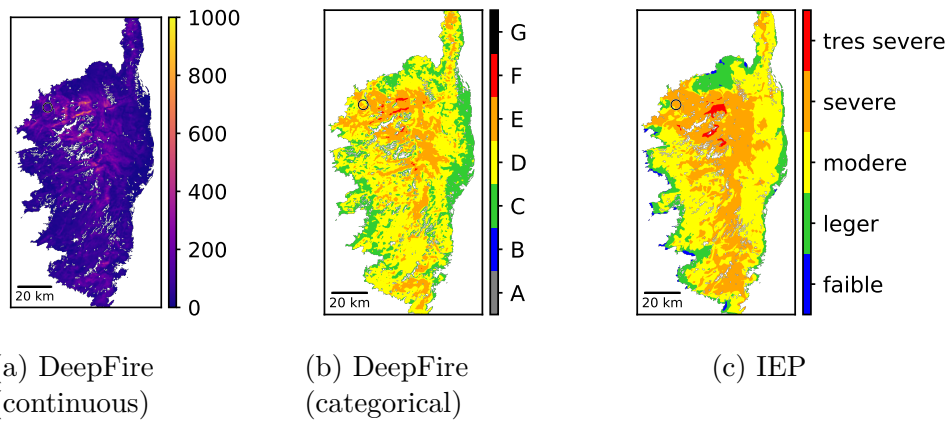 1000
800
600
400
200
0
20 km
G
F
E
D
C
B
A
20 km
tres severe
severe
modere
leger
faible
20 km
a) DeepFire
continuous)
(b) DeepFire
(categorical)
(c) IEP